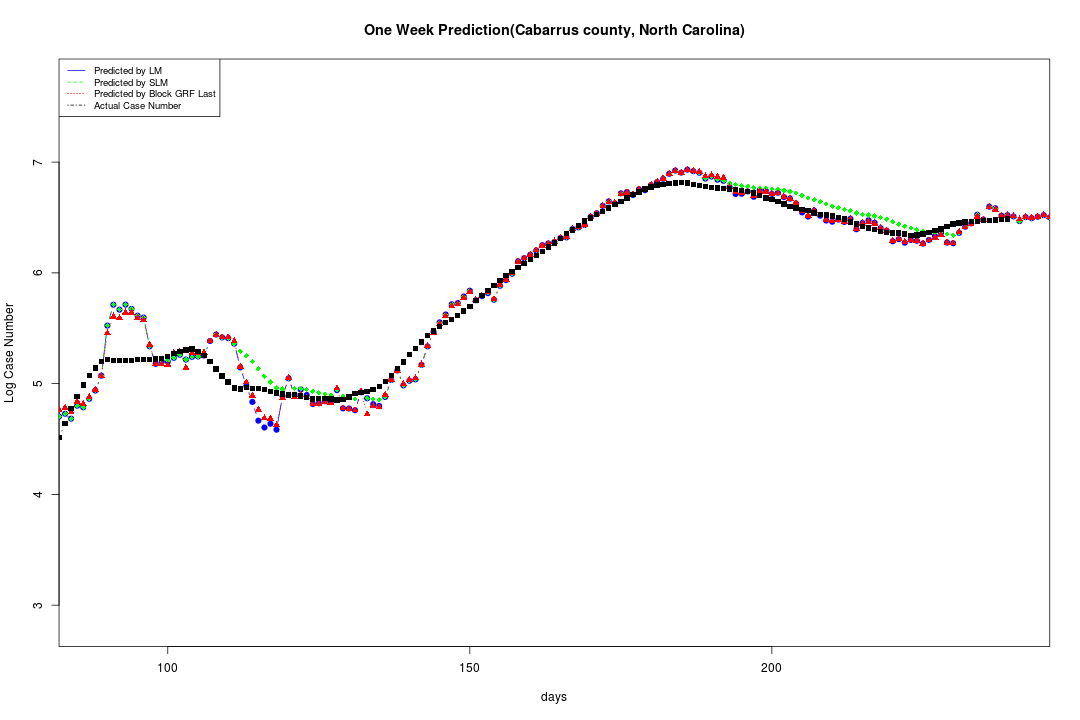 One Week Prediction(Cabarrus county, North Carolina)
Predicted by LM
Predicted by SLM
Predicted by Block GRF Last
Actual Case Number
7
6
5
4
3
Log Case Number
100 150 200
days